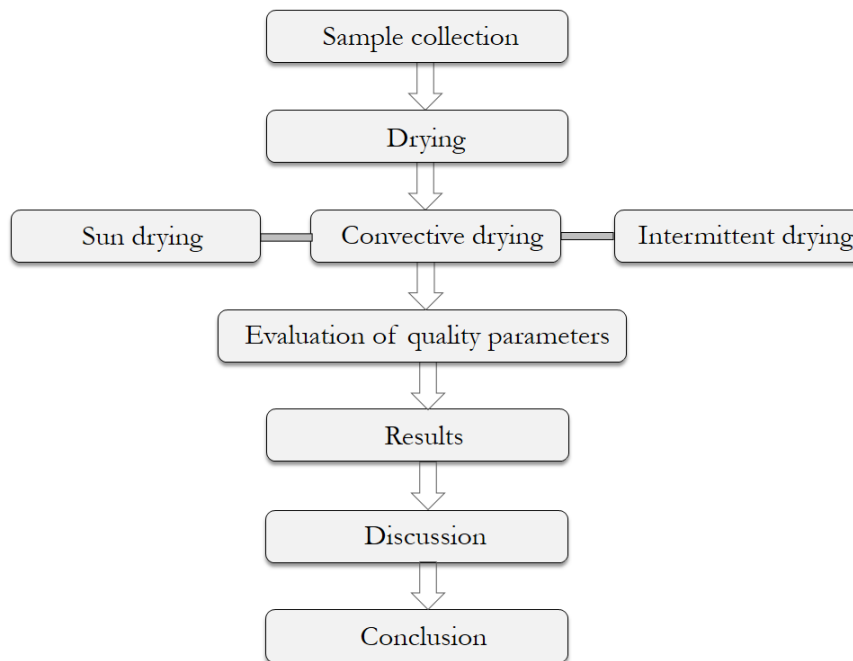 Sample collection
Drying
Sun drying
Convective drying
Intermittent drying
Evaluation of quality parameters
Results
Discussion
Conclusion